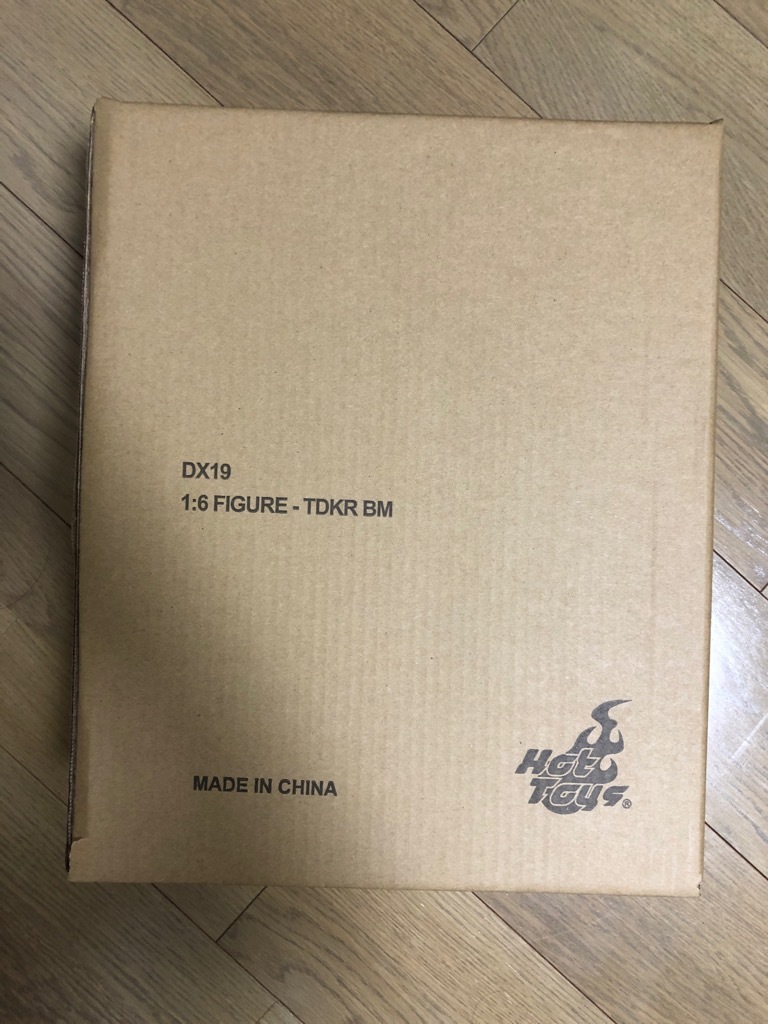 DX19
1:6 FIGURE - TDKR BM
MADE IN CHINA
Hot
Toys®